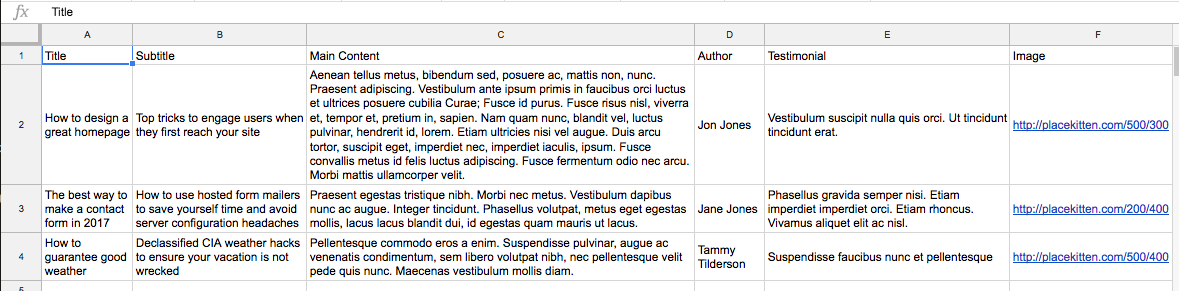 fx Title
A B C D E F
1 Title Subtitle Main Content Author Testimonial Image
2
How to design a
great homepage
Top tricks to engage users when
they first reach your site
Aenean tellus metus, bibendum sed, posuere ac, mattis non, nunc.
Praesent adipiscing. Vestibulum ante ipsum primis in faucibus orci luctus
et ultrices posuere cubilia Curae; Fusce id purus. Fusce risus nisl, viverra
et, tempor et, pretium in, sapien. Nam quam nunc, blandit vel, luctus
pulvinar, hendrerit id, lorem. Etiam ultricies nisi vel augue. Duis arcu
tortor, suscipit eget, imperdiet nec, imperdiet iaculis, ipsum. Fusce
convallis metus id felis luctus adipiscing. Fusce fermentum odio nec arcu.
Morbi mattis ullamcorper velit.
Jon Jones
Vestibulum suscipit nulla quis orci. Ut tincidunt
tincidunt erat.
http://placekitten.com/500/300
3
The best way to
make a contact
form in 2017
How to use hosted form mailers
to save yourself time and avoid
server configuration headaches
Praesent egestas tristique nibh. Morbi nec metus. Vestibulum dapibus
nunc ac augue. Integer tincidunt. Phasellus volutpat, metus eget egestas
mollis, lacus lacus blandit dui, id egestas quam mauris ut lacus.
Jane Jones
Phasellus gravida semper nisi. Etiam
imperdiet imperdiet orci. Etiam rhoncus.
Vivamus aliquet elit ac nisl.
http://placekitten.com/200/400
4
How to
guarantee good
weather
Declassified CIA weather hacks
to ensure your vacation is not
wrecked
Pellentesque commodo eros a enim. Suspendisse pulvinar, augue ac
venenatis condimentum, sem libero volutpat nibh, nec pellentesque velit
pede quis nunc. Maecenas vestibulum mollis diam.
Tammy
Tilderson
Suspendisse faucibus nunc et pellentesque
http://placekitten.com/500/400